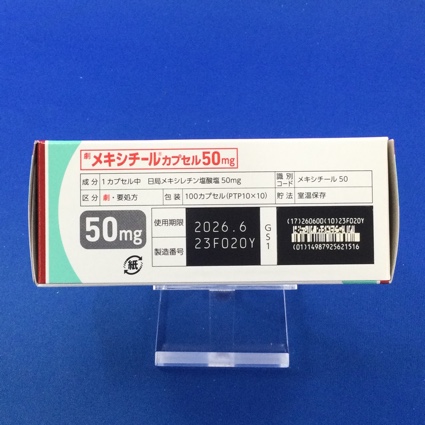 劇 メキシチール®カプセル50mg
成分 1カプセル中 日局メキシレチン塩酸塩 50mg 識別コード メキシチール 50
区分 劇・要処方 包装 100カプセル(PTP10×10) 貯法 室温保存
50mg
使用期限 2026.6
製造番号 23F020Y
GS1
(17)260600(10)23F020Y
(01)14987925621516
紙